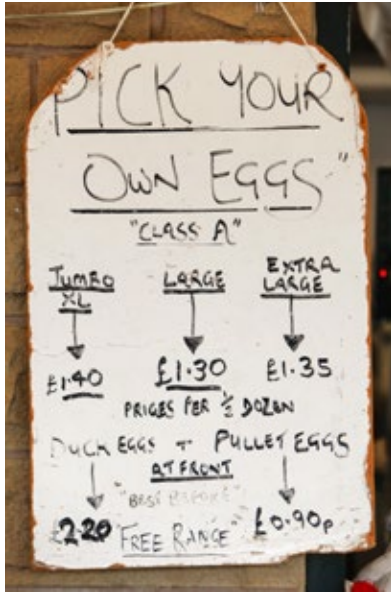 PICK YOUR
OWN EGGS"
"CLASS A"
JUMBO XL
LARGE
EXTRA LARGE
£1.40
£1.30
£1.35
PRICES PER ½ DOZEN
DUCK EGGS + PULLET EGGS
AT FRONT
"BEST BEFORE"
£2.20 "FREE RANGE" £0.90p